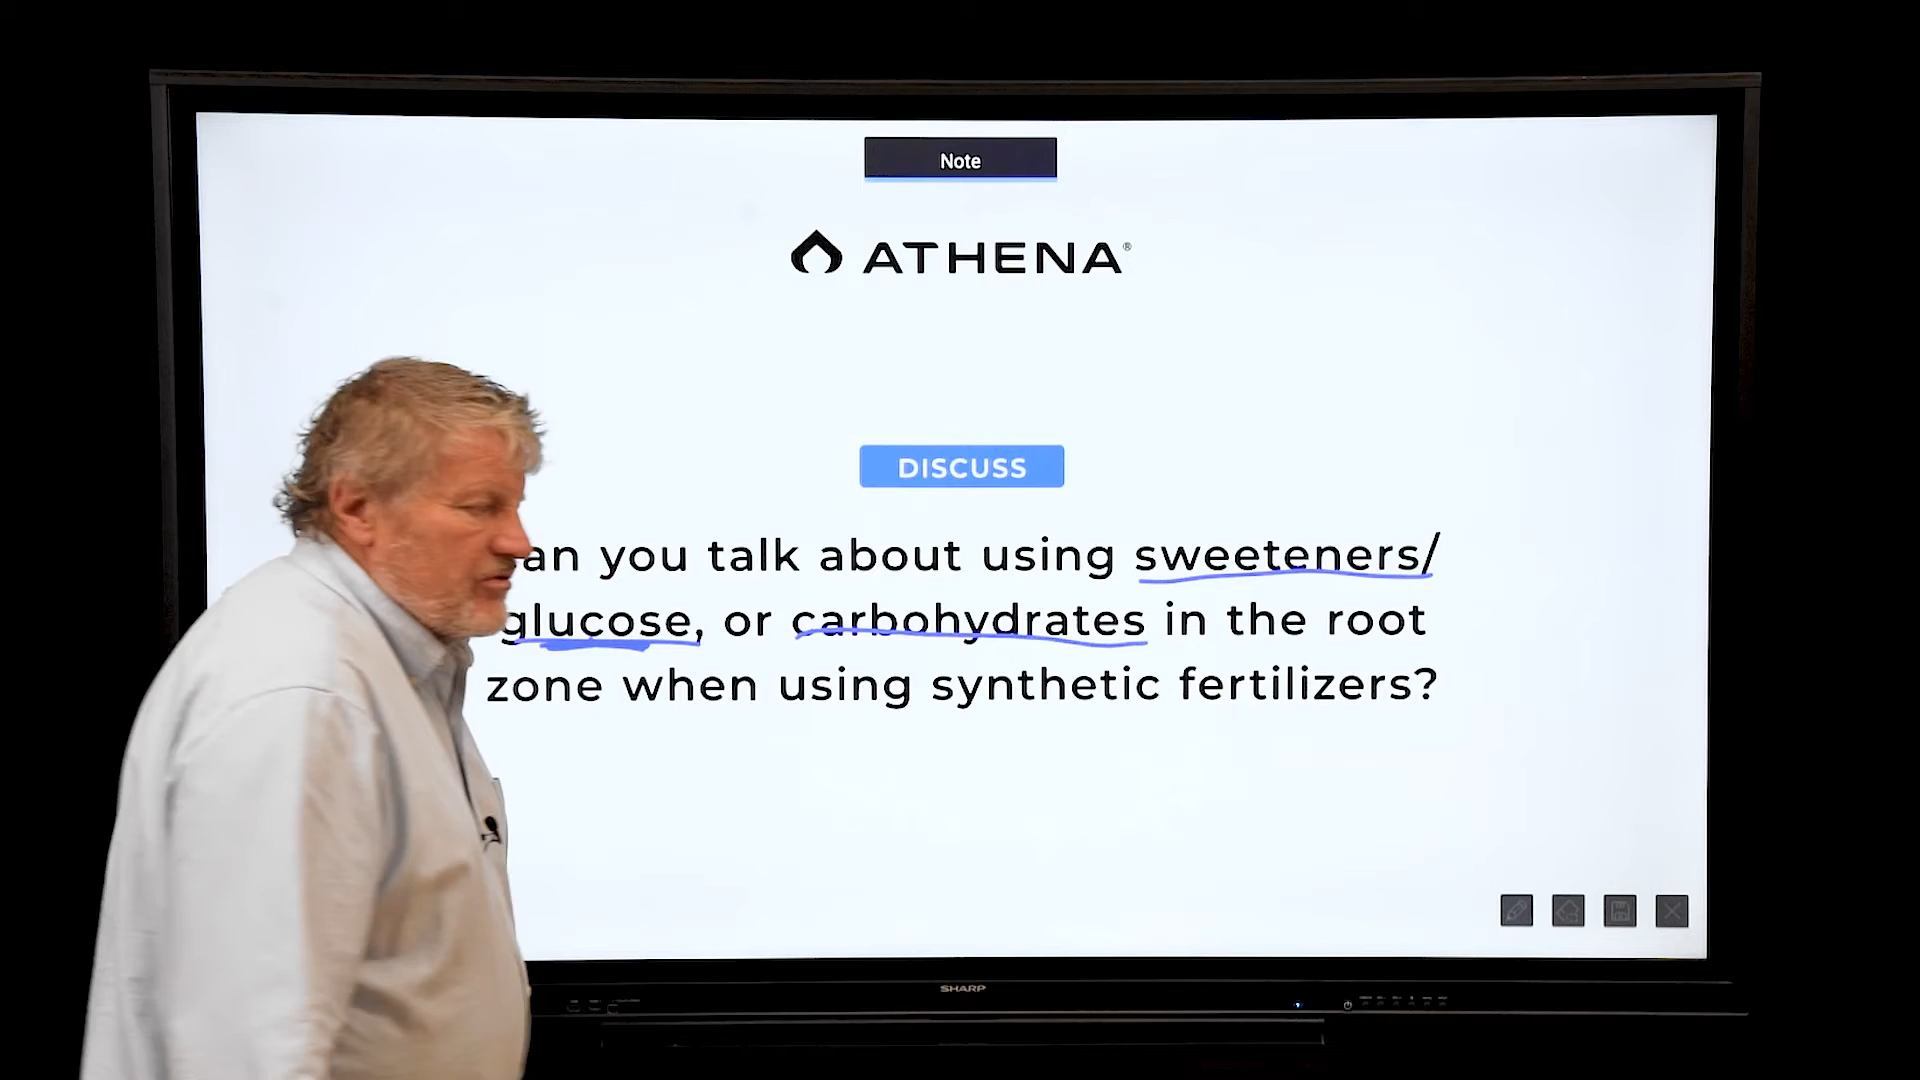 Note
ATHENA®
DISCUSS
an you talk about using sweeteners/
glucose, or carbohydrates in the root
zone when using synthetic fertilizers?
SHARP